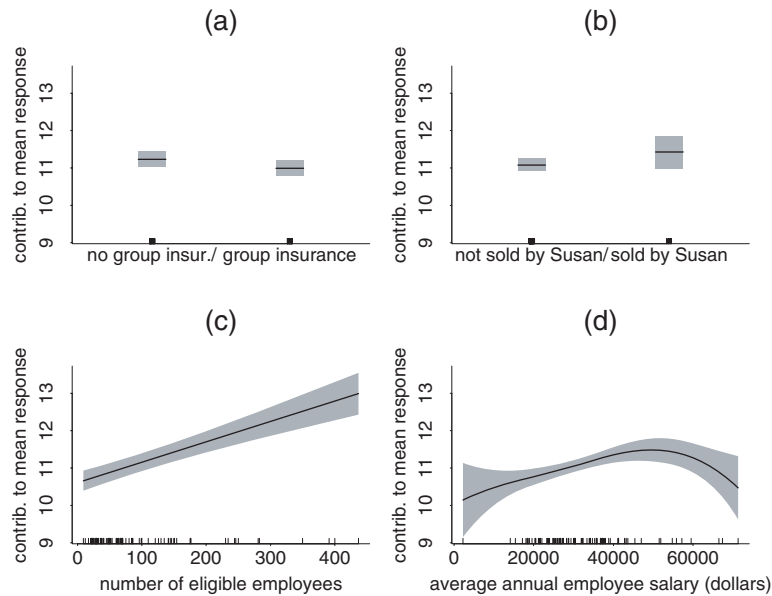 (a)
contrib. to mean response
13
12
11
10
9
no group insur./ group insurance
(b)
contrib. to mean response
13
12
11
10
9
not sold by Susan/ sold by Susan
(c)
contrib. to mean response
13
12
11
10
9
0 100 200 300 400
number of eligible employees
(d)
contrib. to mean response
13
12
11
10
9
0 20000 40000 60000
average annual employee salary (dollars)